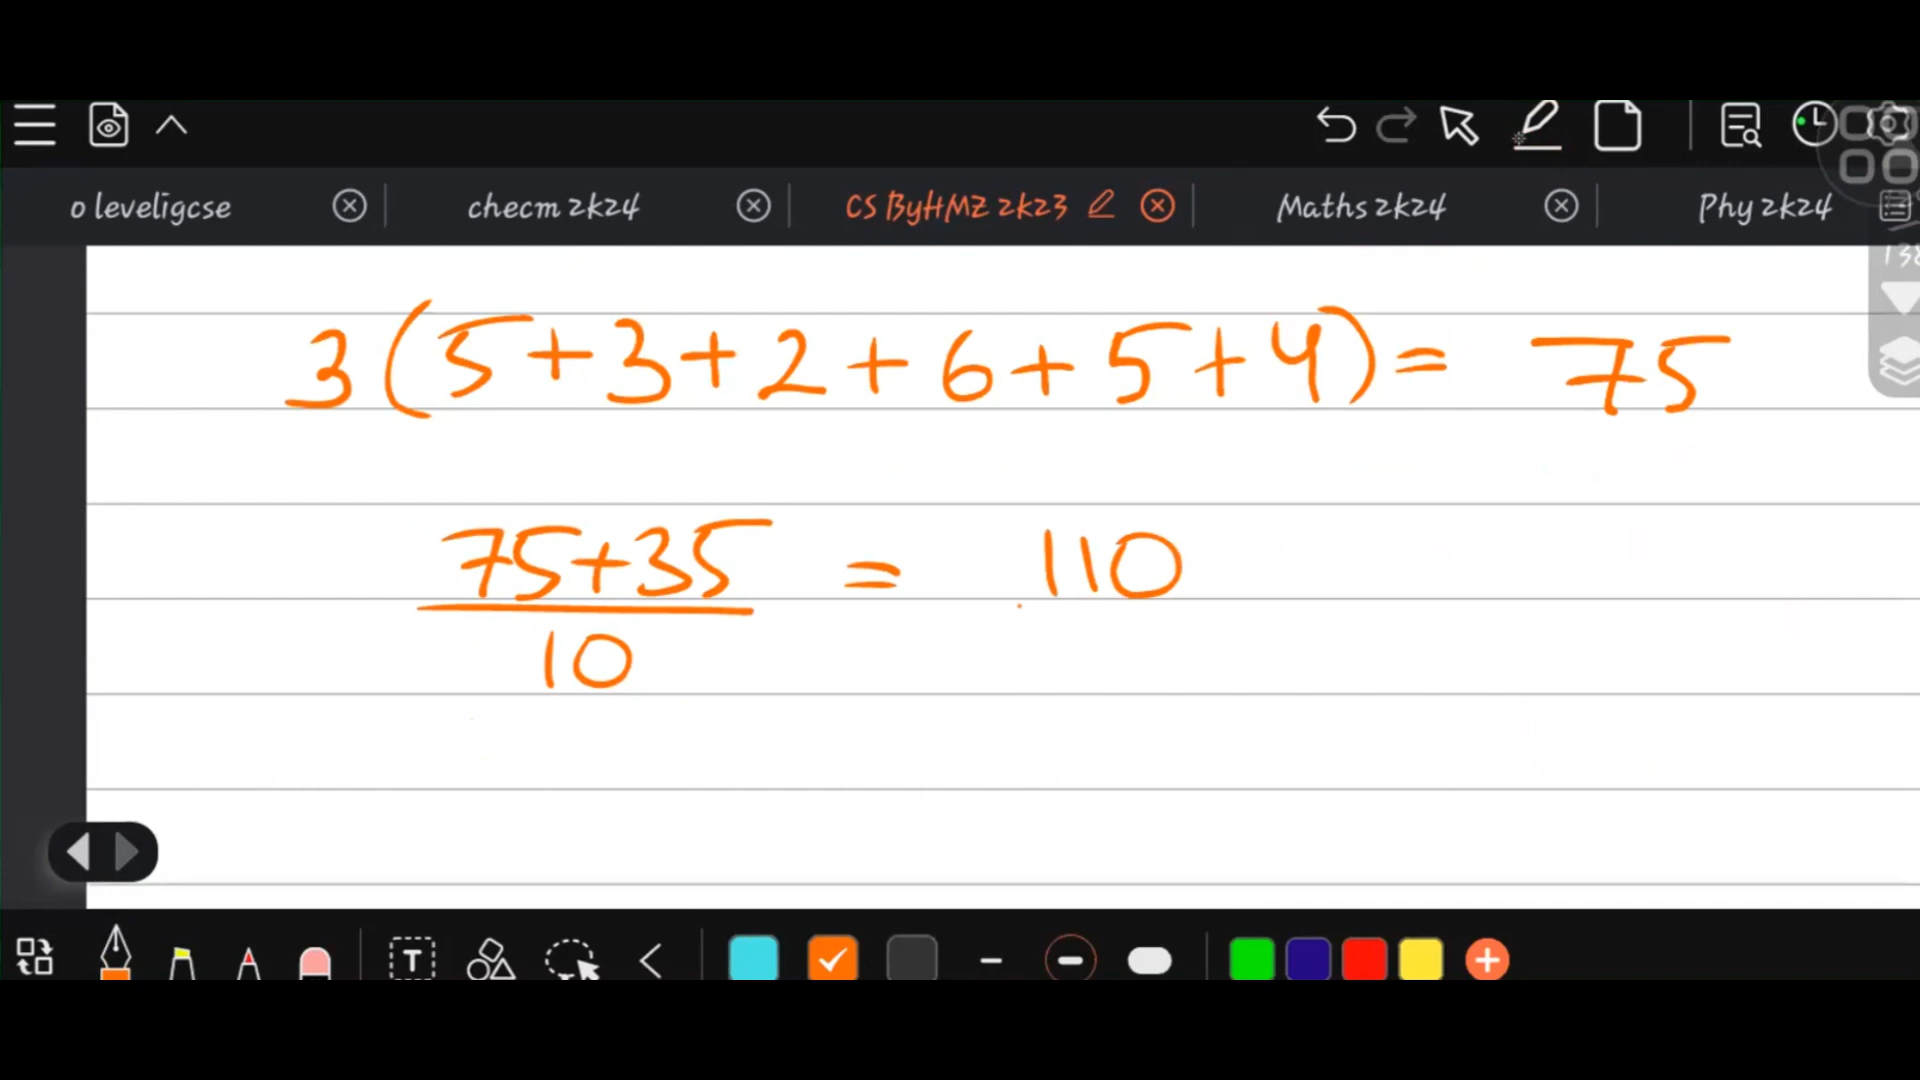 o leveligcse checm 2k24 CS ByHMZ 2k23 Maths 2k24 Phy 2k24
3(5+3+2+6+5+4)= 75
75+35 = 110
10
T